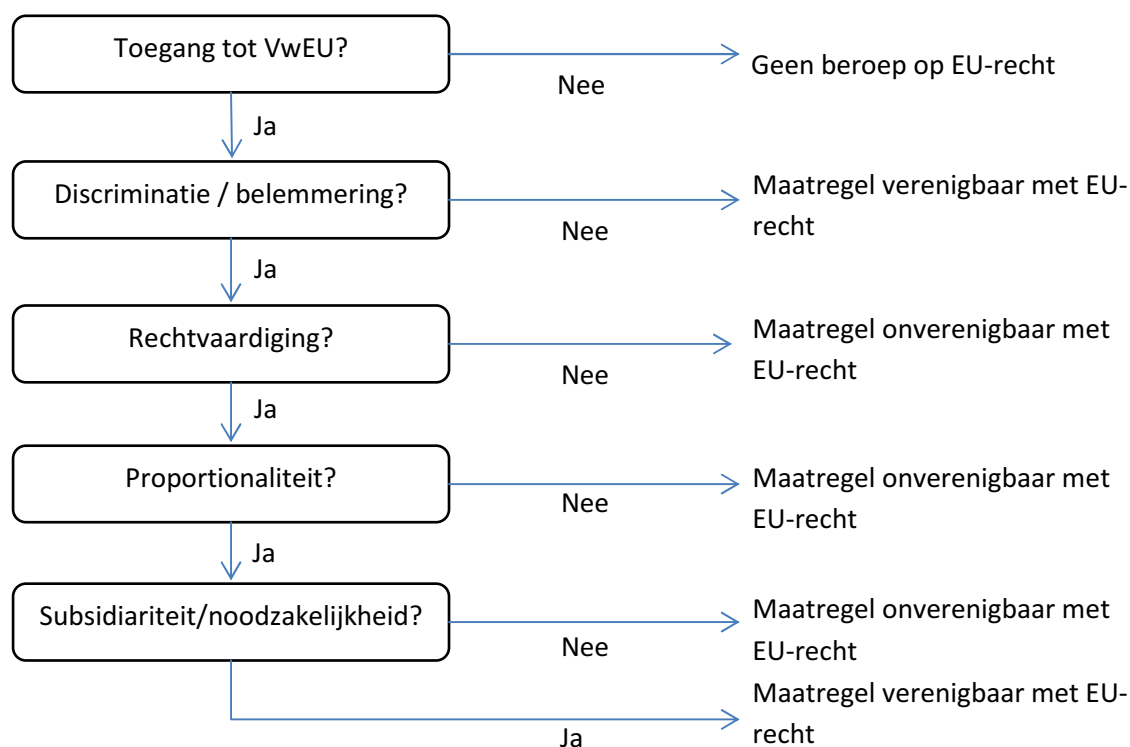 Toegang tot VwEU?
Nee
Geen beroep op EU-recht
Ja
Discriminatie / belemmering?
Nee
Maatregel verenigbaar met EU-
recht
Ja
Rechtvaardiging?
Nee
Maatregel onverenigbaar met
EU-recht
Ja
Proportionaliteit?
Nee
Maatregel onverenigbaar met
EU-recht
Ja
Subsidiariteit/noodzakelijkheid?
Nee
Maatregel onverenigbaar met
EU-recht
Ja
Maatregel verenigbaar met EU-
recht